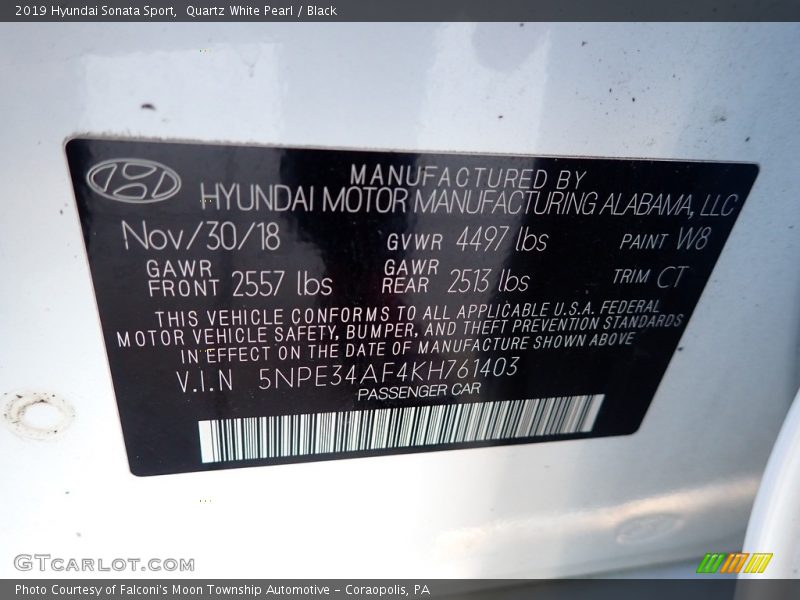 2019 Hyundai Sonata Sport,  Quartz White Pearl / Black
MANUFACTURED BY
HYUNDAI MOTOR MANUFACTURING ALABAMA, LLC
Nov/30/18 GVWR 4497 lbs PAINT W8
GAWR FRONT 2557 lbs GAWR REAR 2513 lbs TRIM CT
THIS VEHICLE CONFORMS TO ALL APPLICABLE U.S.A. FEDERAL
MOTOR VEHICLE SAFETY, BUMPER, AND THEFT PREVENTION STANDARDS
IN EFFECT ON THE DATE OF MANUFACTURE SHOWN ABOVE
V.I.N 5NPE34AF4KH761403
PASSENGER CAR
GTCARLOT.COM
Photo Courtesy of Falconi's Moon Township Automotive – Coraopolis, PA